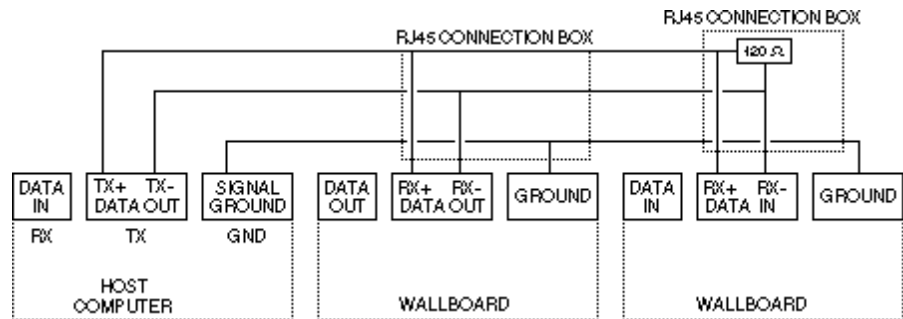 RJ45 CONNECTION BOX
RJ45 CONNECTION BOX
120 Ω
DATA IN
TX+ TX-
DATA OUT
SIGNAL GROUND
DATA OUT
RX+ RX-
DATA OUT
GROUND
DATA IN
RX+ RX-
DATA IN
GROUND
RX
TX
GND
HOST COMPUTER
WALLBOARD
WALLBOARD